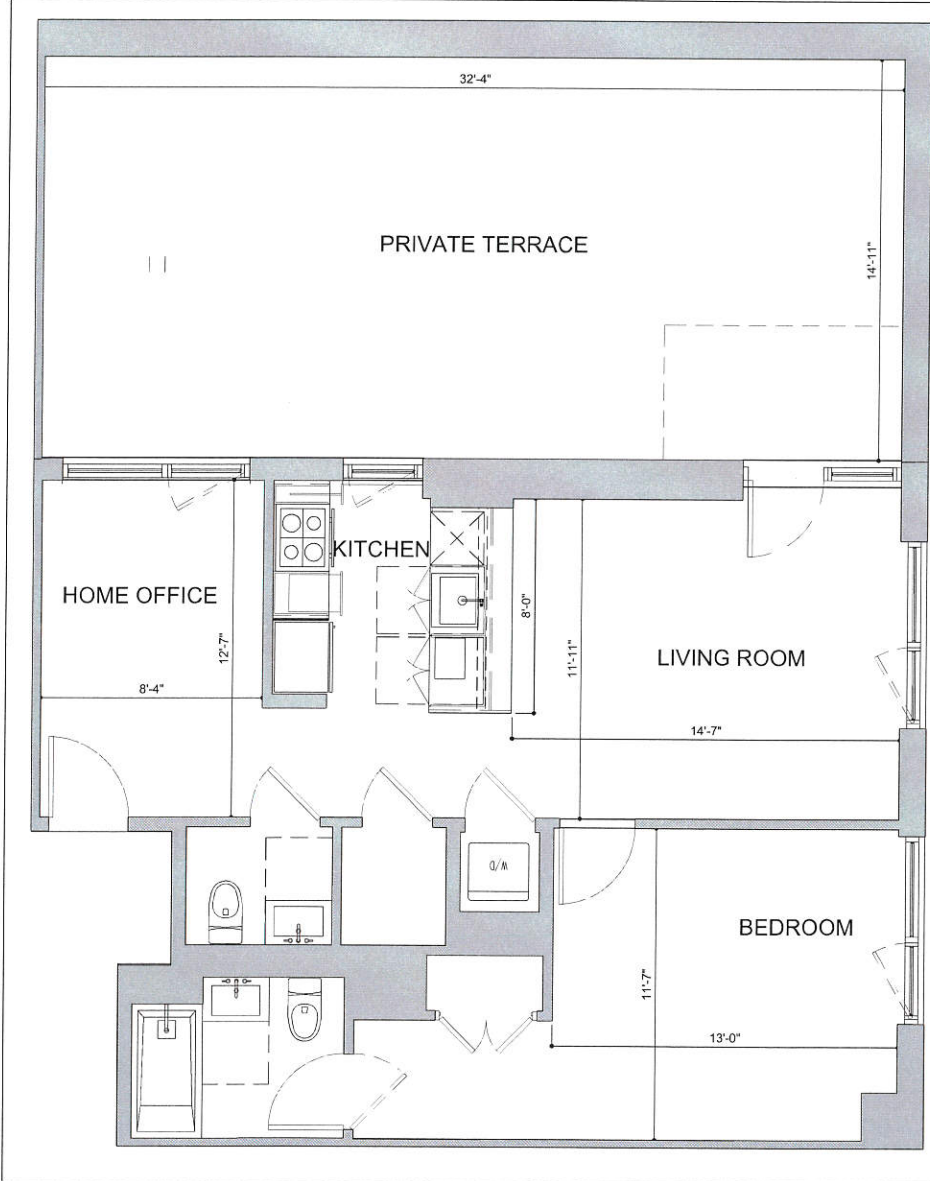 32'-4"
PRIVATE TERRACE
14'-11"
KITCHEN
HOME OFFICE
8'-0"
12'-7"
11'-11"
LIVING ROOM
8'-4"
14'-7"
W/D
BEDROOM
11'-7"
13'-0"